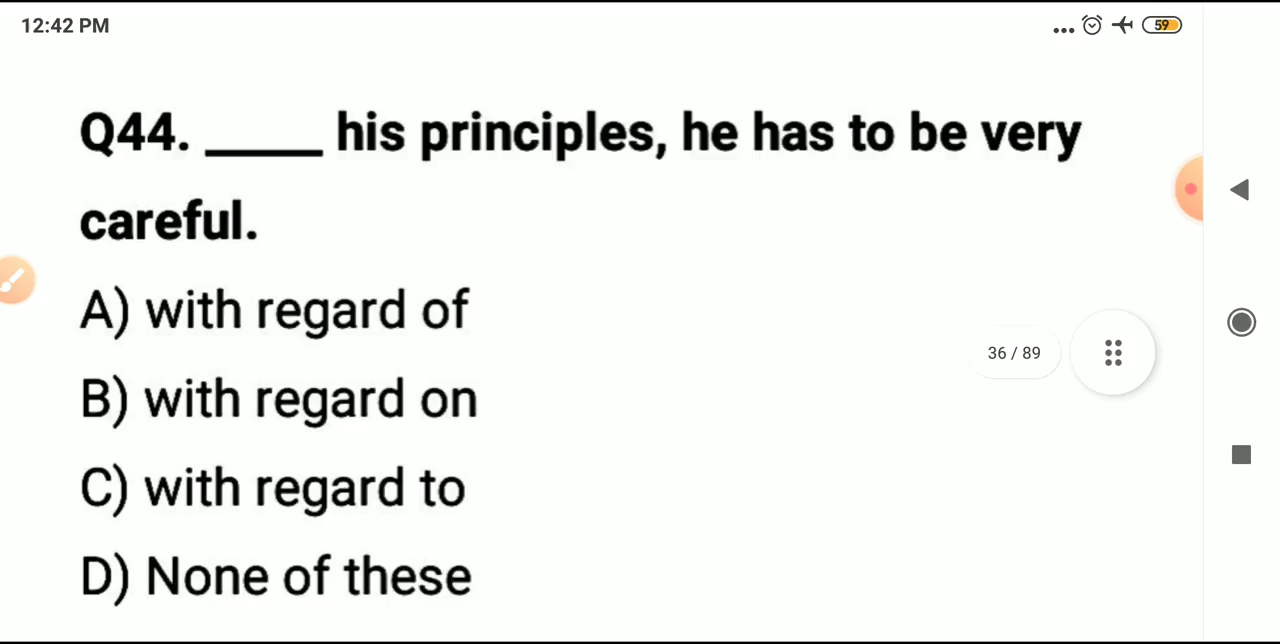 12:42 PM
59
Q44. _____ his principles, he has to be very
careful.
A) with regard of
B) with regard on
36 / 89
C) with regard to
D) None of these